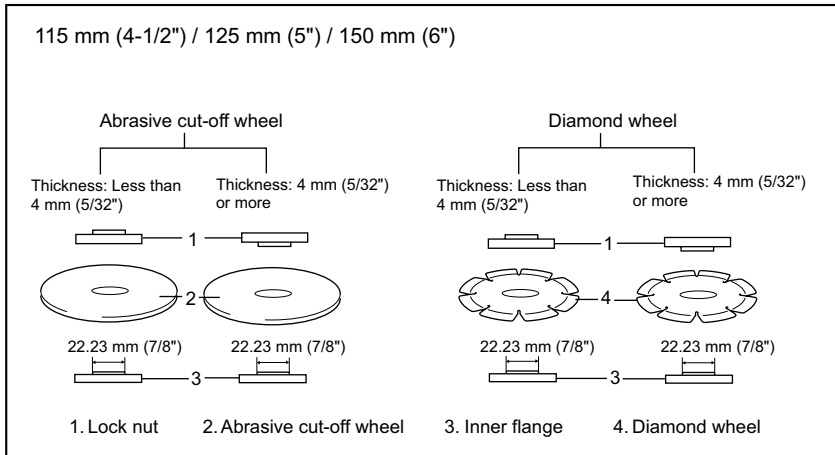 115 mm (4-1/2") / 125 mm (5") / 150 mm (6")
Abrasive cut-off wheel
Diamond wheel
Thickness: Less than
4 mm (5/32")
Thickness: 4 mm (5/32")
or more
Thickness: Less than
4 mm (5/32")
Thickness: 4 mm (5/32")
or more
1
1
2
4
22.23 mm (7/8")
22.23 mm (7/8")
22.23 mm (7/8")
22.23 mm (7/8")
3
3
1. Lock nut
2. Abrasive cut-off wheel
3. Inner flange
4. Diamond wheel